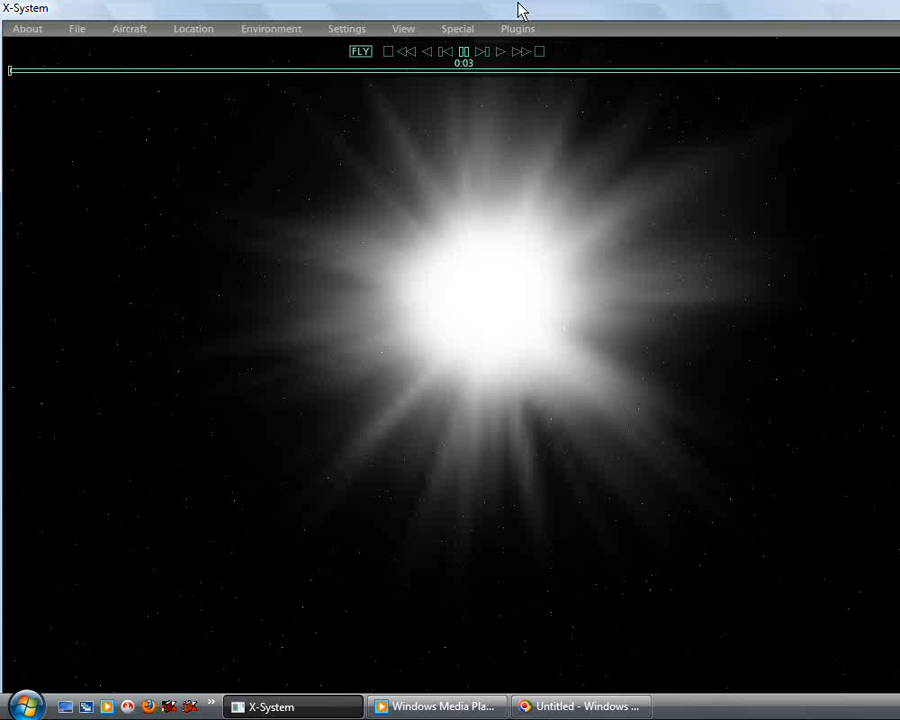 X-System
About File Aircraft Location Environment Settings View Special Plugins
FLY
0:03
X-System Windows Media Pla... Untitled - Windows ...